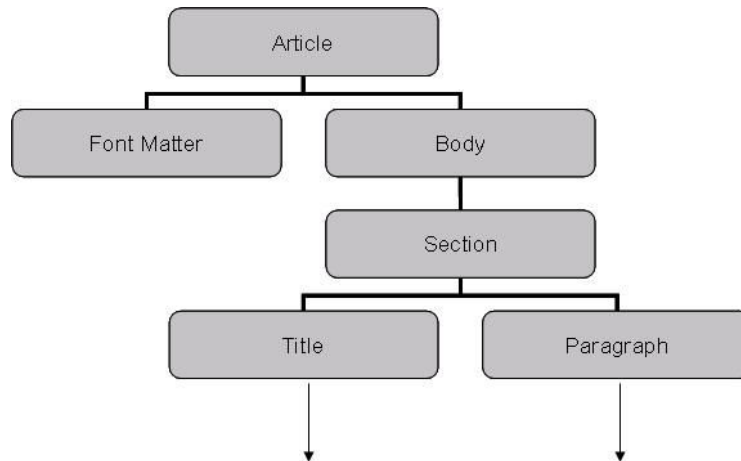 Article
Font Matter
Body
Section
Title
Paragraph